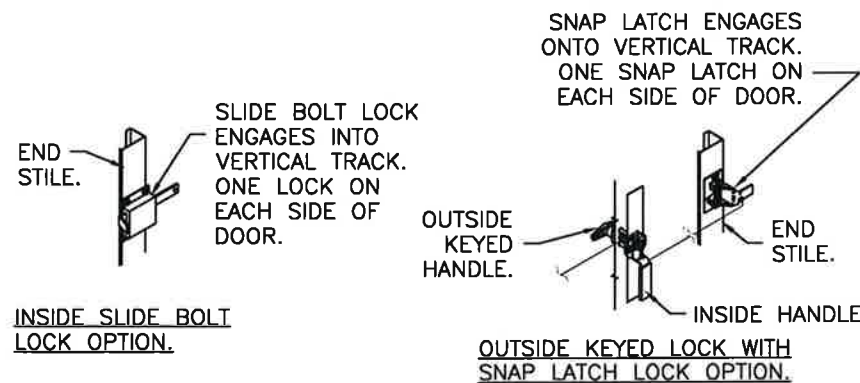 SNAP LATCH ENGAGES
ONTO VERTICAL TRACK.
ONE SNAP LATCH ON
EACH SIDE OF DOOR.
SLIDE BOLT LOCK
ENGAGES INTO
VERTICAL TRACK.
ONE LOCK ON
EACH SIDE OF
DOOR.
END
STILE.
OUTSIDE
KEYED
HANDLE.
END
STILE.
INSIDE HANDLE
INSIDE SLIDE BOLT
LOCK OPTION.
OUTSIDE KEYED LOCK WITH
SNAP LATCH LOCK OPTION.